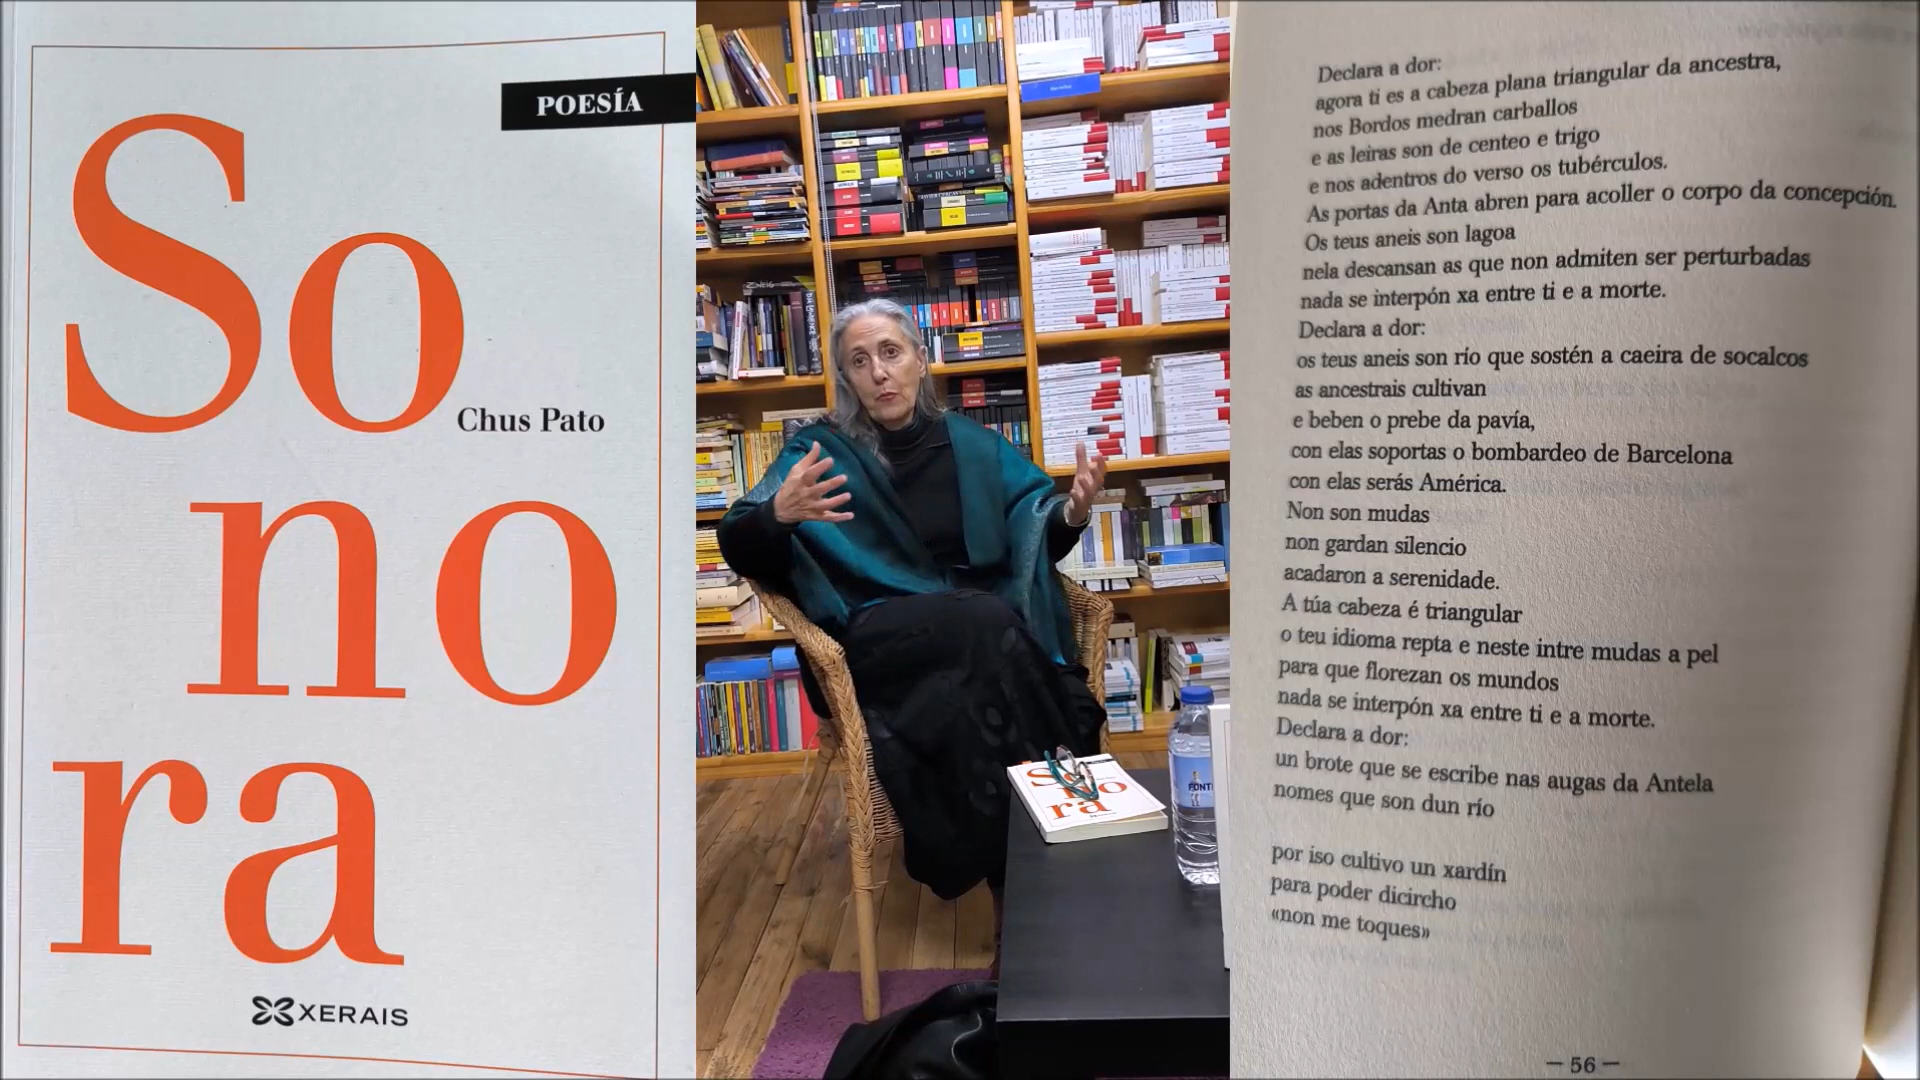 POESÍA
So
Chus Pato
no
ra
XERAIS
So
no
ra
FONT
Declara a dor:
agora ti es a cabeza plana triangular da ancestra,
nos Bordos medran carballos
e as leiras son de centeo e trigo
e nos adentros do verso os tubérculos.
As portas da Anta abren para acoller o corpo da concepción.
Os teus aneis son lagoa
nela descansan as que non admiten ser perturbadas
nada se interpón xa entre ti e a morte.
Declara a dor:
os teus aneis son río que sostén a caeira de socalcos
as ancestrais cultivan
e beben o prebe da pavía,
con elas soportas o bombardeo de Barcelona
con elas serás América.
Non son mudas
non gardan silencio
acadaron a serenidade.
A túa cabeza é triangular
o teu idioma repta e neste intre mudas a pel
para que florezan os mundos
nada se interpón xa entre ti e a morte.
Declara a dor:
un brote que se escribe nas augas da Antela
nomes que son dun río
por iso cultivo un xardín
para poder dicircho
«non me toques»
— 56 —